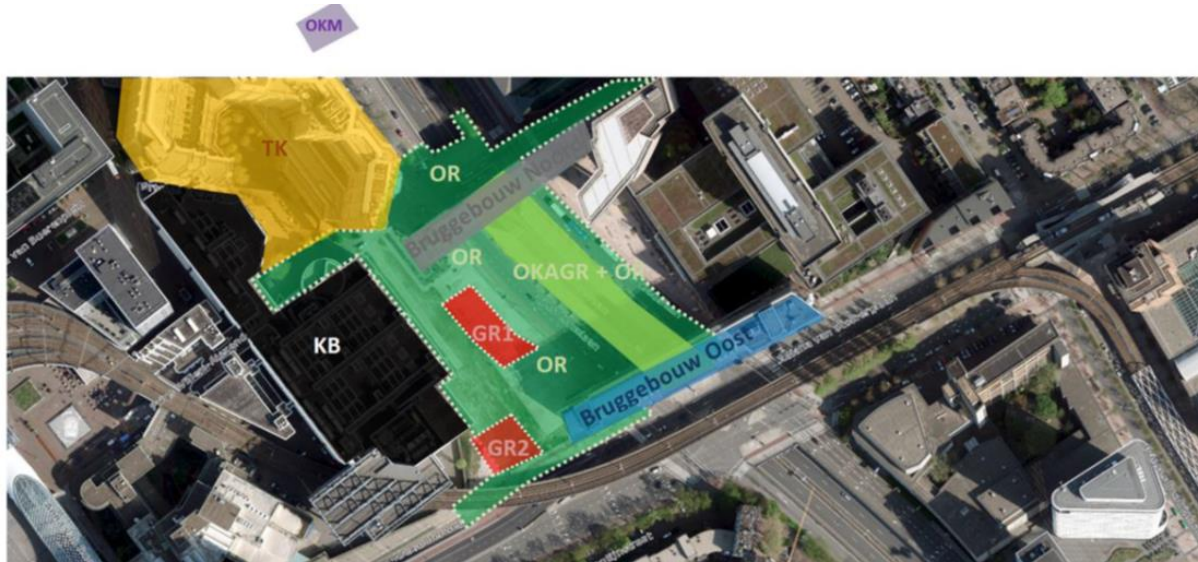 OKM
TK
OR
Bruggebouw Noord
OR
OKAGR + OR
GR1
KB
OR
Bruggebouw Oost
GR2